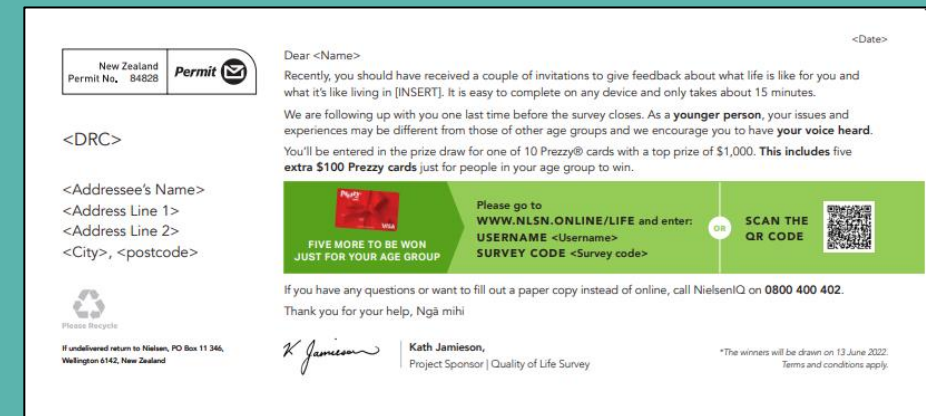 New Zealand
Permit No. 84828
Permit
<DRC>
<Addressee's Name>
<Address Line 1>
<Address Line 2>
<City>, <postcode>
Please Recycle
If undelivered return to Nielsen, PO Box 11 346,
Wellington 6142, New Zealand
<Date>
Dear <Name>
Recently, you should have received a couple of invitations to give feedback about what life is like for you and
what it's like living in [INSERT]. It is easy to complete on any device and only takes about 15 minutes.
We are following up with you one last time before the survey closes. As a younger person, your issues and
experiences may be different from those of other age groups and we encourage you to have your voice heard.
You'll be entered in the prize draw for one of 10 Prezzy® cards with a top prize of $1,000. This includes five
extra $100 Prezzy cards just for people in your age group to win.
Prezzy
VISA
FIVE MORE TO BE WON
JUST FOR YOUR AGE GROUP
Please go to
WWW.NLSN.ONLINE/LIFE and enter:
USERNAME <Username>
SURVEY CODE <Survey code>
OR
SCAN THE
QR CODE
If you have any questions or want to fill out a paper copy instead of online, call NielsenIQ on 0800 400 402.
Thank you for your help, Ngā mihi
K Jamieson
Kath Jamieson,
Project Sponsor | Quality of Life Survey
*The winners will be drawn on 13 June 2022.
Terms and conditions apply.